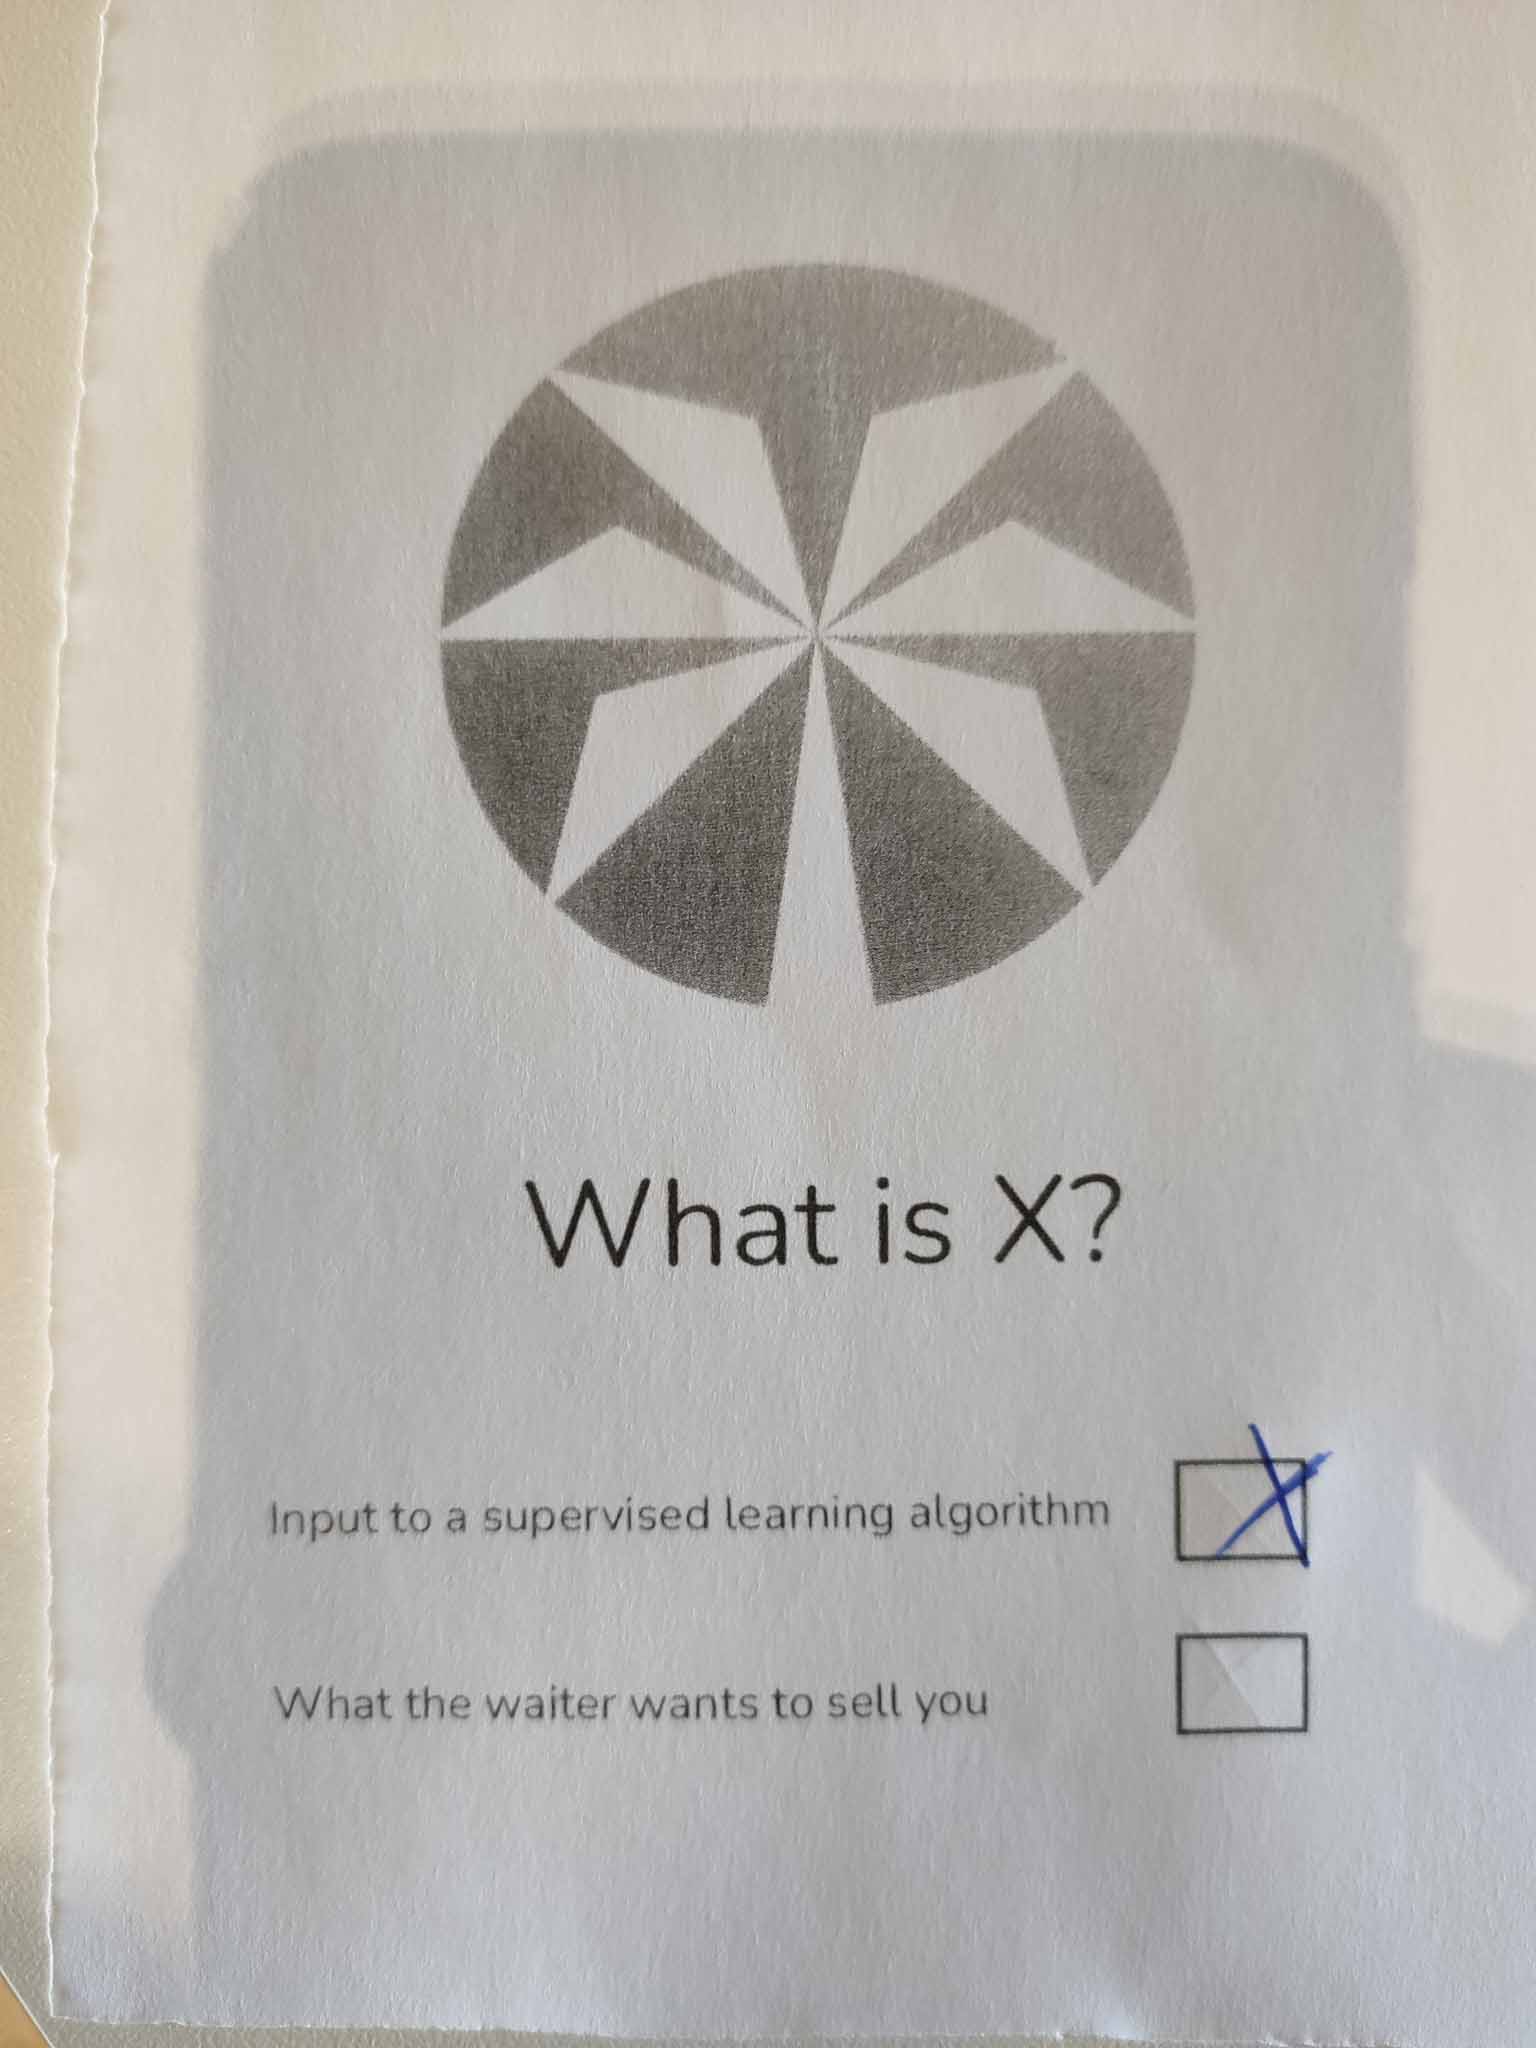 What is X?
Input to a supervised learning algorithm
What the waiter wants to sell you